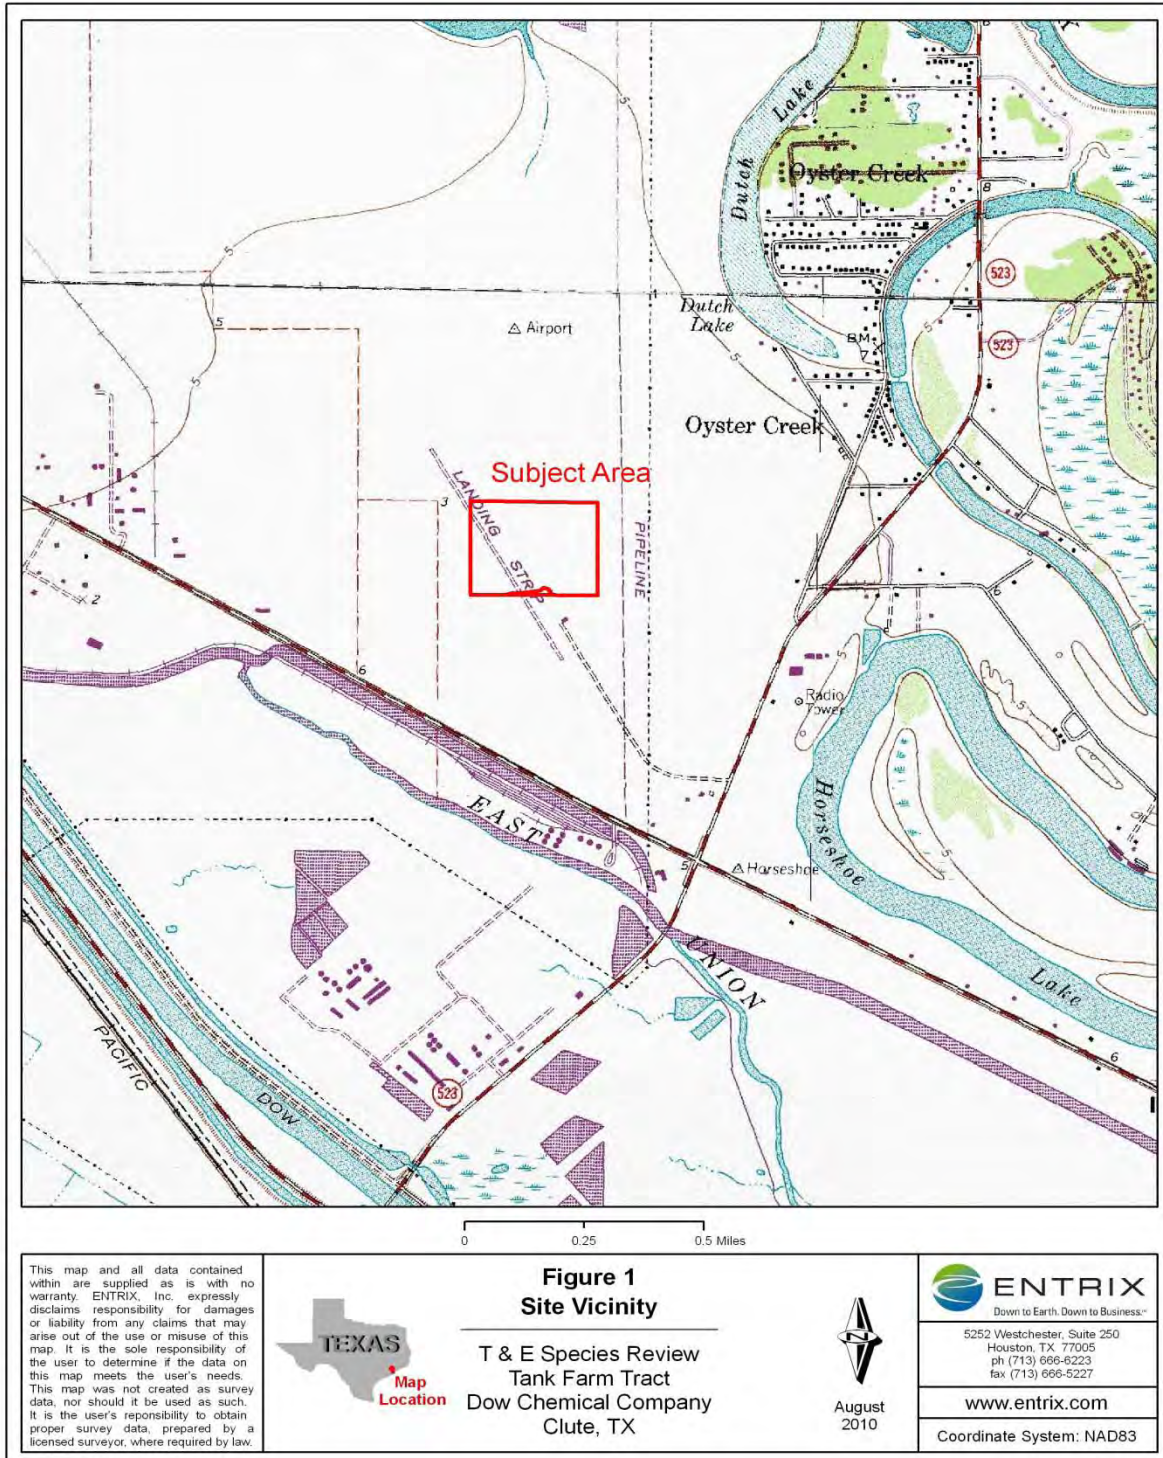 Lake
Dutch
Oyster Creek
6
5
8
523
5
5
5
Airport
Dutch
Lake
5
5
BM
7
523
Oyster Creek
Subject Area
LANDING
STRIP
3
PIPELINE
2
6
6
5
Radio
Tower
5
Horseshoe
EAST
5
Horseshoe
5
UNION
Lake
PACIFIC
DOW
523
6
0 0.25 0.5 Miles
This map and all data contained
within are supplied as is with no
warranty. ENTRIX, Inc. expressly
disclaims responsibility for damages
or liability from any claims that may
arise out of the use or misuse of this
map. It is the sole responsibility of
the user to determine if the data on
this map meets the user's needs.
This map was not created as survey
data, nor should it be used as such.
It is the user's reponsibility to obtain
proper survey data, prepared by a
licensed surveyor, where required by law.
TEXAS
Map
Location
Figure 1
Site Vicinity
T & E Species Review
Tank Farm Tract
Dow Chemical Company
Clute, TX
N
August
2010
ENTRIX
Down to Earth. Down to Business.
5252 Westchester, Suite 250
Houston, TX 77005
ph (713) 666-6223
fax (713) 666-5227
www.entrix.com
Coordinate System: NAD83